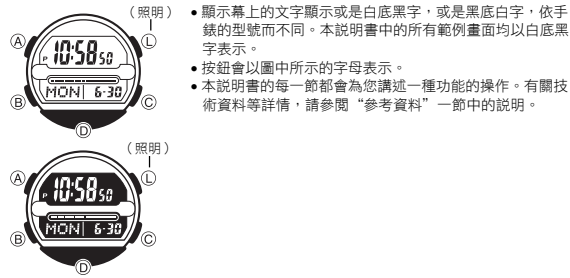 （照明）
Ⓐ Ⓛ
P 10:58 50
MON 6-30
Ⓑ Ⓒ
Ⓓ
（照明）
Ⓐ Ⓛ
P 10:58 50
MON 6-30
Ⓑ Ⓒ
Ⓓ
• 顯示幕上的文字顯示或是白底黑字，或是黑底白字，依手
錶的型號而不同。本説明書中的所有範例畫面均以白底黑
字表示。
• 按鈕會以圖中所示的字母表示。
• 本説明書的每一節都會為您講述一種功能的操作。有關技
術資料等詳情，請參閲“參考資料”一節中的説明。